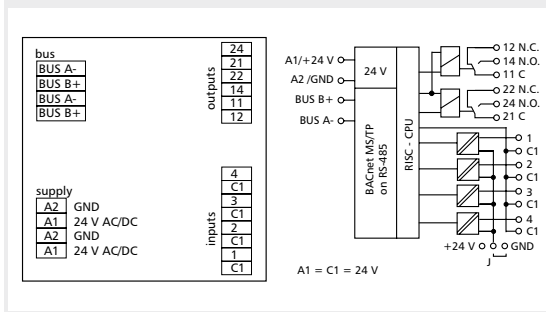 bus
BUS A-
BUS B+
BUS A-
BUS B+
supply
A2 GND
A1 24 V AC/DC
A2 GND
A1 24 V AC/DC
outputs
24
21
22
14
11
12
inputs
4
C1
3
C1
2
C1
1
C1
A1/+24 V
A2 /GND
BUS B+
BUS A-
24 V
BACnet MS/TP
on RS-485
RISC - CPU
12 N.C.
14 N.O.
11 C
22 N.C.
24 N.O.
21 C
1
C1
2
C1
3
C1
4
C1
+24 V GND
J
A1 = C1 = 24 V